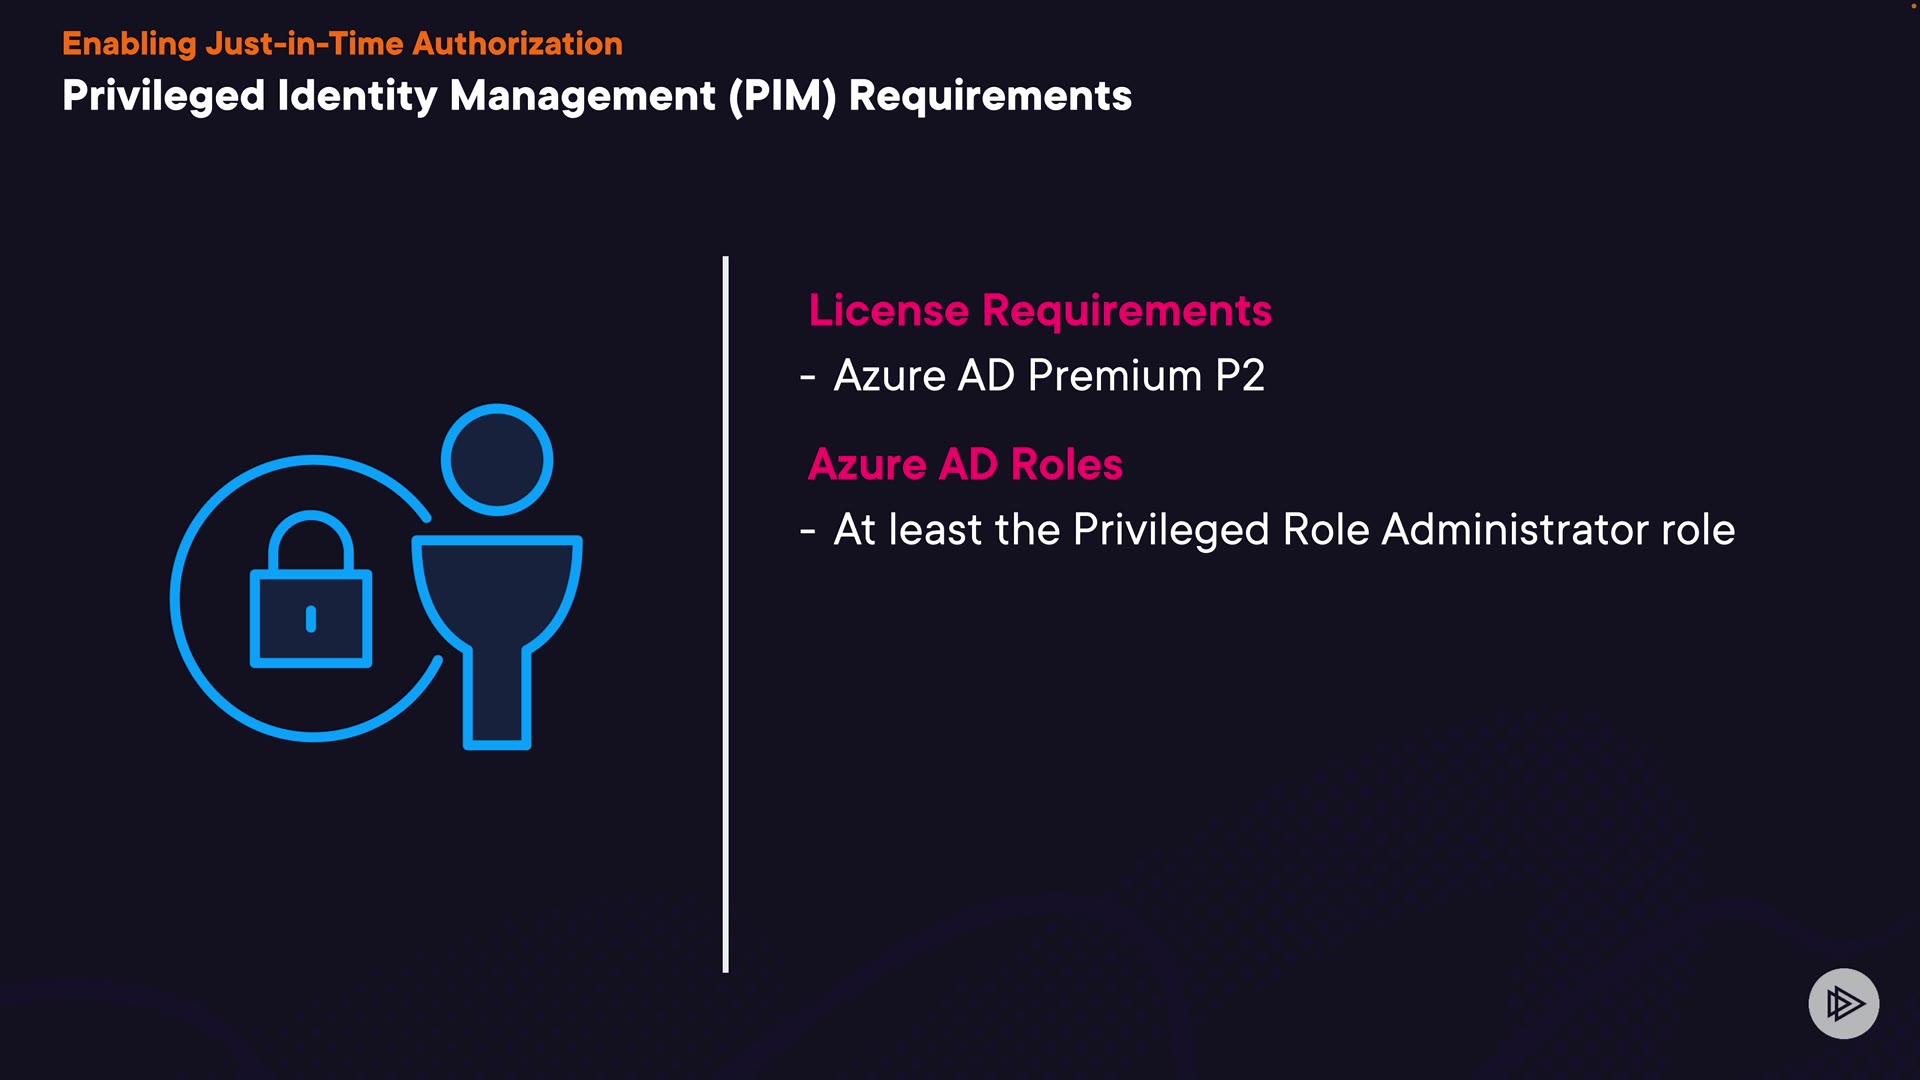 Enabling Just-in-Time Authorization
Privileged Identity Management (PIM) Requirements
License Requirements
- Azure AD Premium P2
Azure AD Roles
- At least the Privileged Role Administrator role